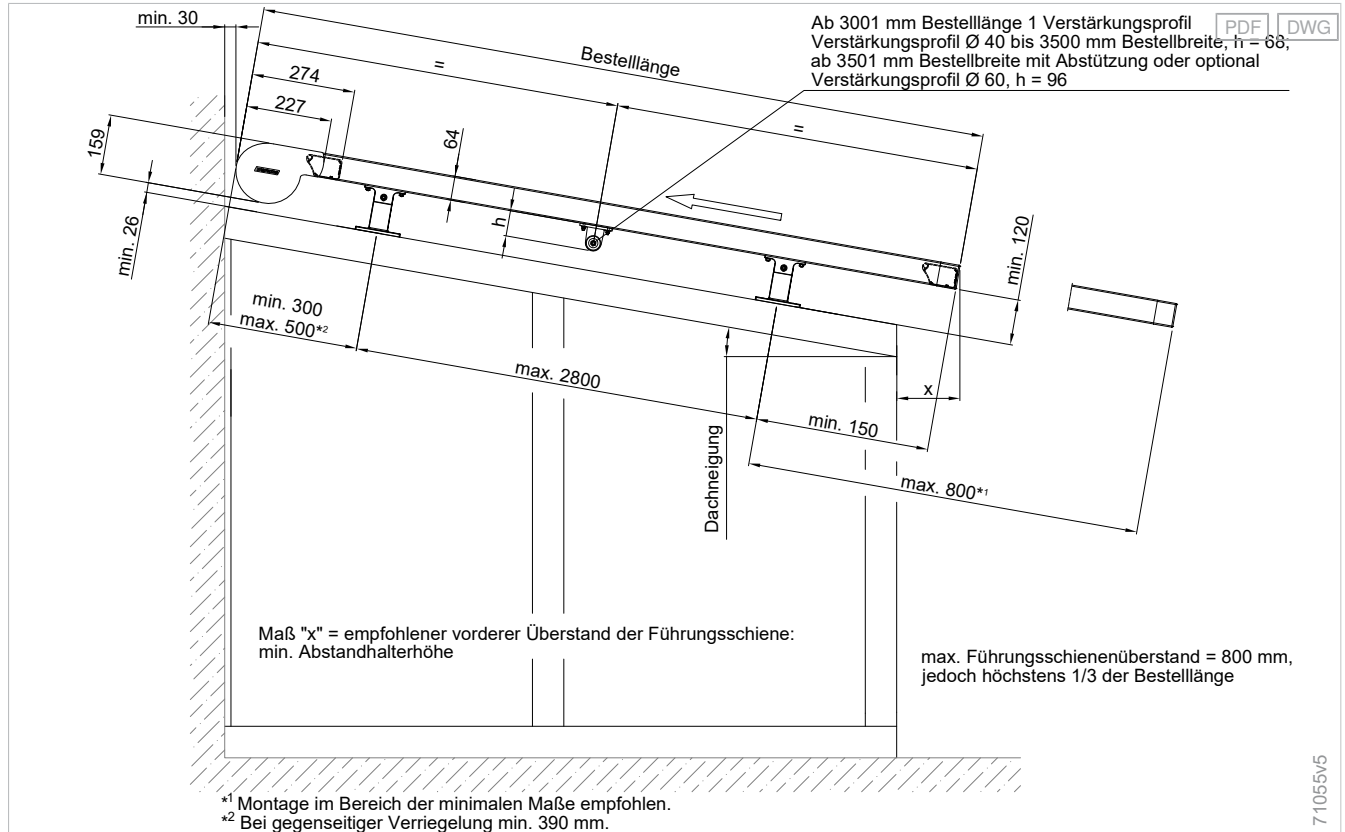 min. 30
Ab 3001 mm Bestelllänge 1 Verstärkungsprofil
Verstärkungsprofil Ø 40 bis 3500 mm Bestellbreite, h = 68;
ab 3501 mm Bestellbreite mit Abstützung oder optional
Verstärkungsprofil Ø 60, h = 96
PDF
DWG
Bestelllänge
=
=
274
227
159
64
h
min. 26
min. 120
min. 300
max. 500*2
max. 2800
x
min. 150
max. 800*1
Dachneigung
Maß "x" = empfohlener vorderer Überstand der Führungsschiene:
min. Abstandhalterhöhe
max. Führungsschienenüberstand = 800 mm,
jedoch höchstens 1/3 der Bestelllänge
*1 Montage im Bereich der minimalen Maße empfohlen.
*2 Bei gegenseitiger Verriegelung min. 390 mm.
71055v5